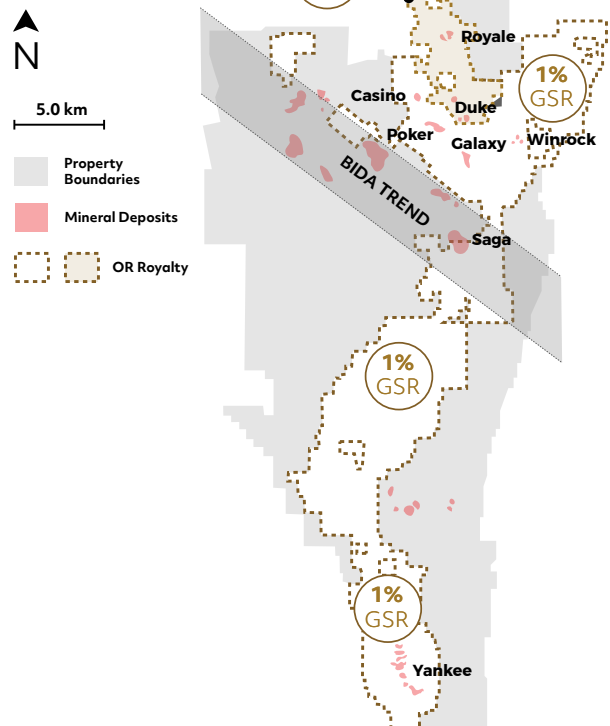 N
5.0 km
Property
Boundaries
Mineral Deposits
OR Royalty
Royale
1%
GSR
Casino
Duke
Poker
Galaxy
Winrock
BIDA TREND
Saga
1%
GSR
1%
GSR
Yankee